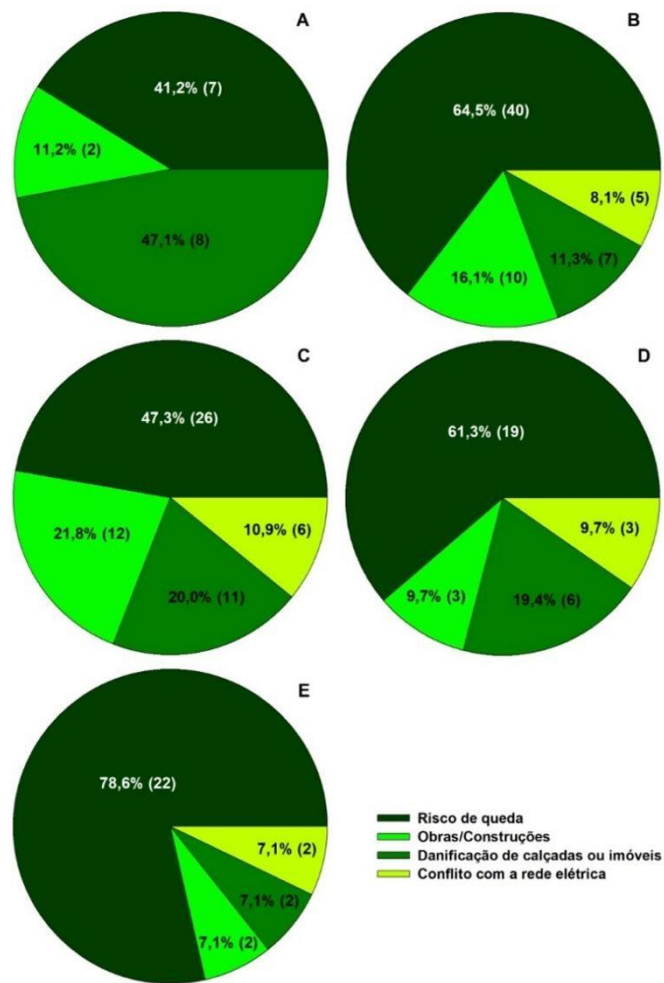 A
41,2% (7)
11,2% (2)
47,1% (8)
B
64,5% (40)
8,1% (5)
11,3% (7)
16,1% (10)
C
47,3% (26)
21,8% (12)
10,9% (6)
20,0% (11)
D
61,3% (19)
9,7% (3)
9,7% (3)
19,4% (6)
E
78,6% (22)
7,1% (2)
7,1% (2)
7,1% (2)
Risco de queda
Obras/Construções
Danificação de calçadas ou imóveis
Conflito com a rede elétrica